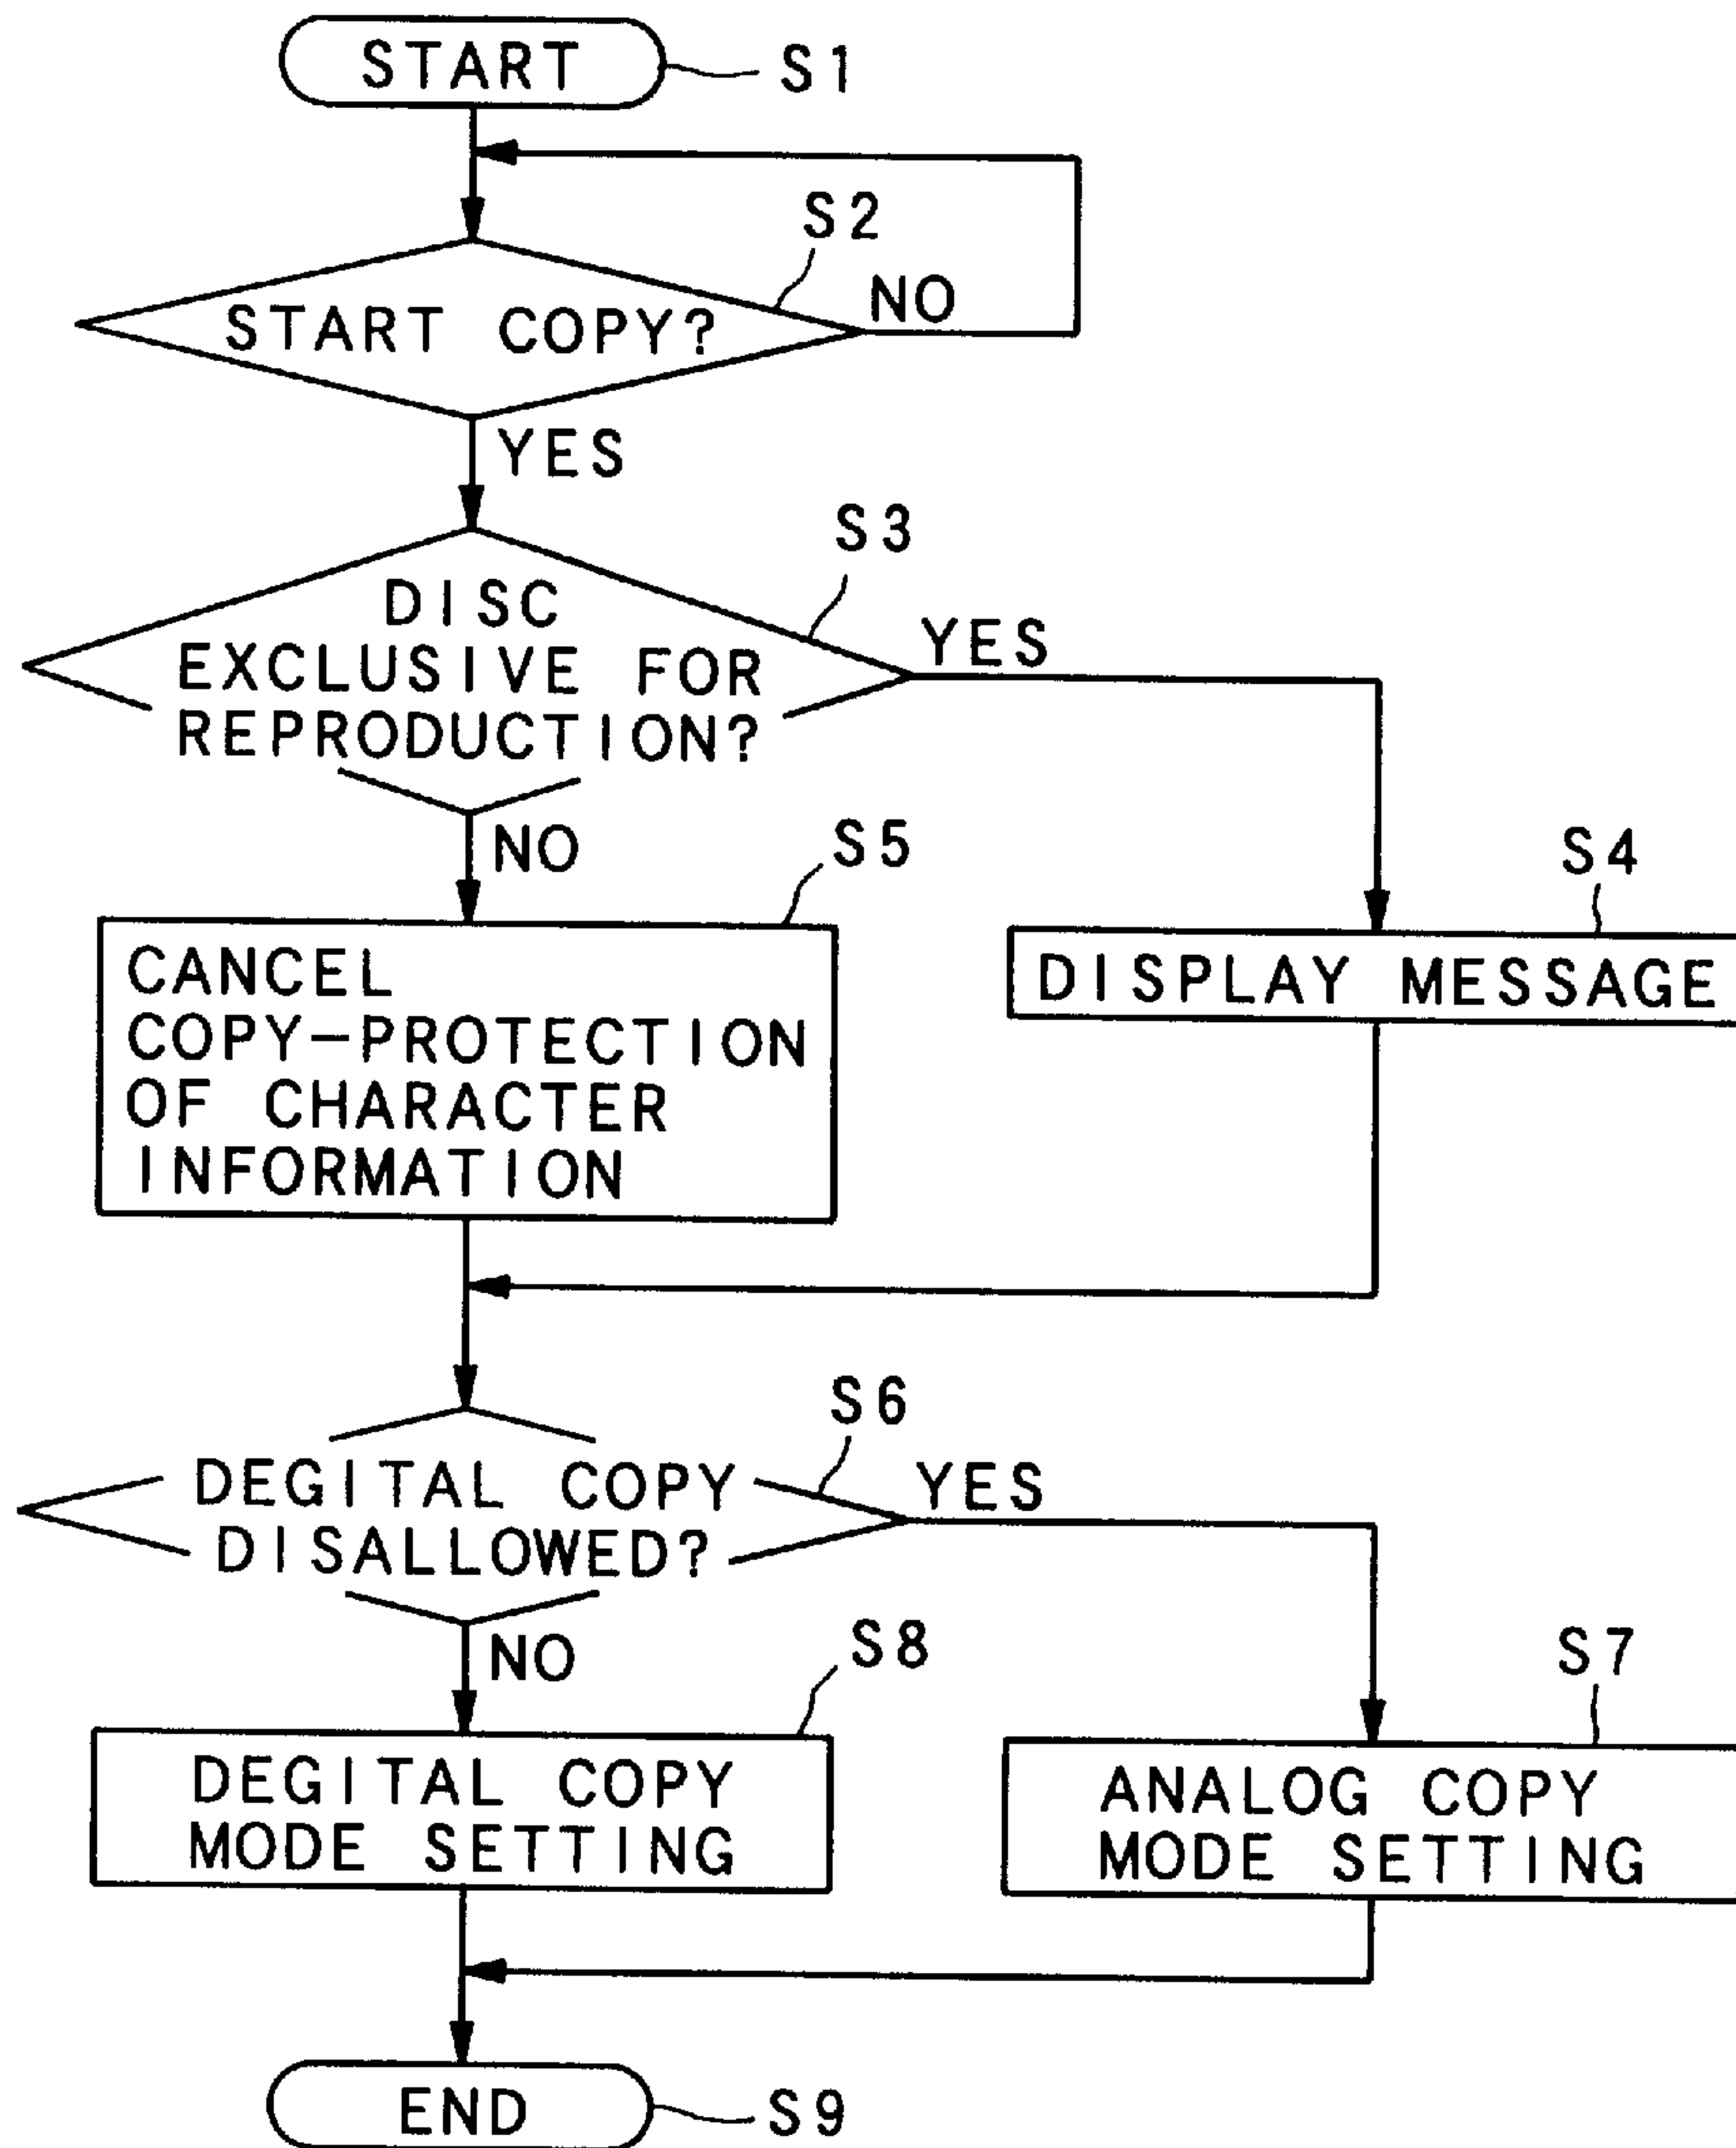 START
S1
S2
START COPY?
NO
YES
S3
DISC
EXCLUSIVE FOR
REPRODUCTION?
YES
NO
S5
S4
CANCEL
COPY-PROTECTION
OF CHARACTER
INFORMATION
DISPLAY MESSAGE
S6
DEGITAL COPY
DISALLOWED?
YES
NO
S8
S7
DEGITAL COPY
MODE SETTING
ANALOG COPY
MODE SETTING
END
S9